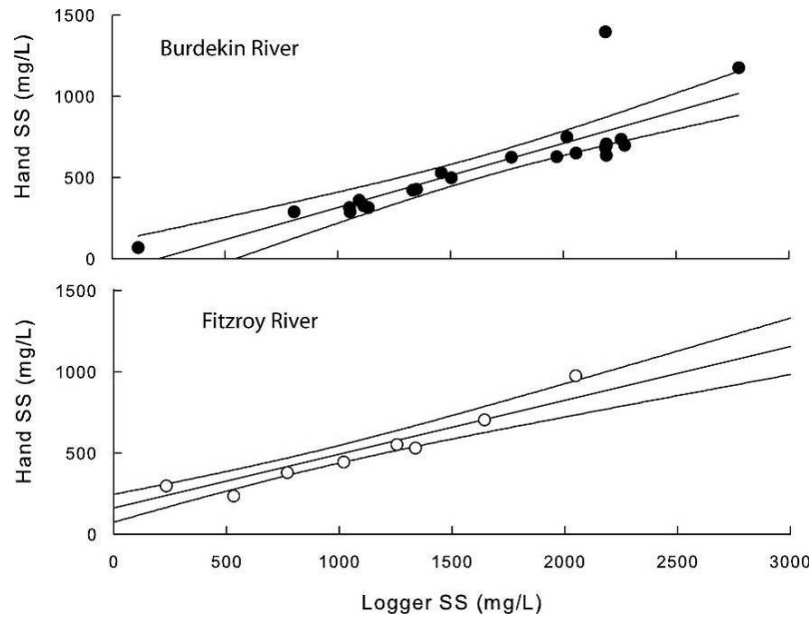 1500
Burdekin River
1000
500
0
Hand SS (mg/L)
1500
Fitzroy River
1000
500
0
Hand SS (mg/L)
0 500 1000 1500 2000 2500 3000
Logger SS (mg/L)